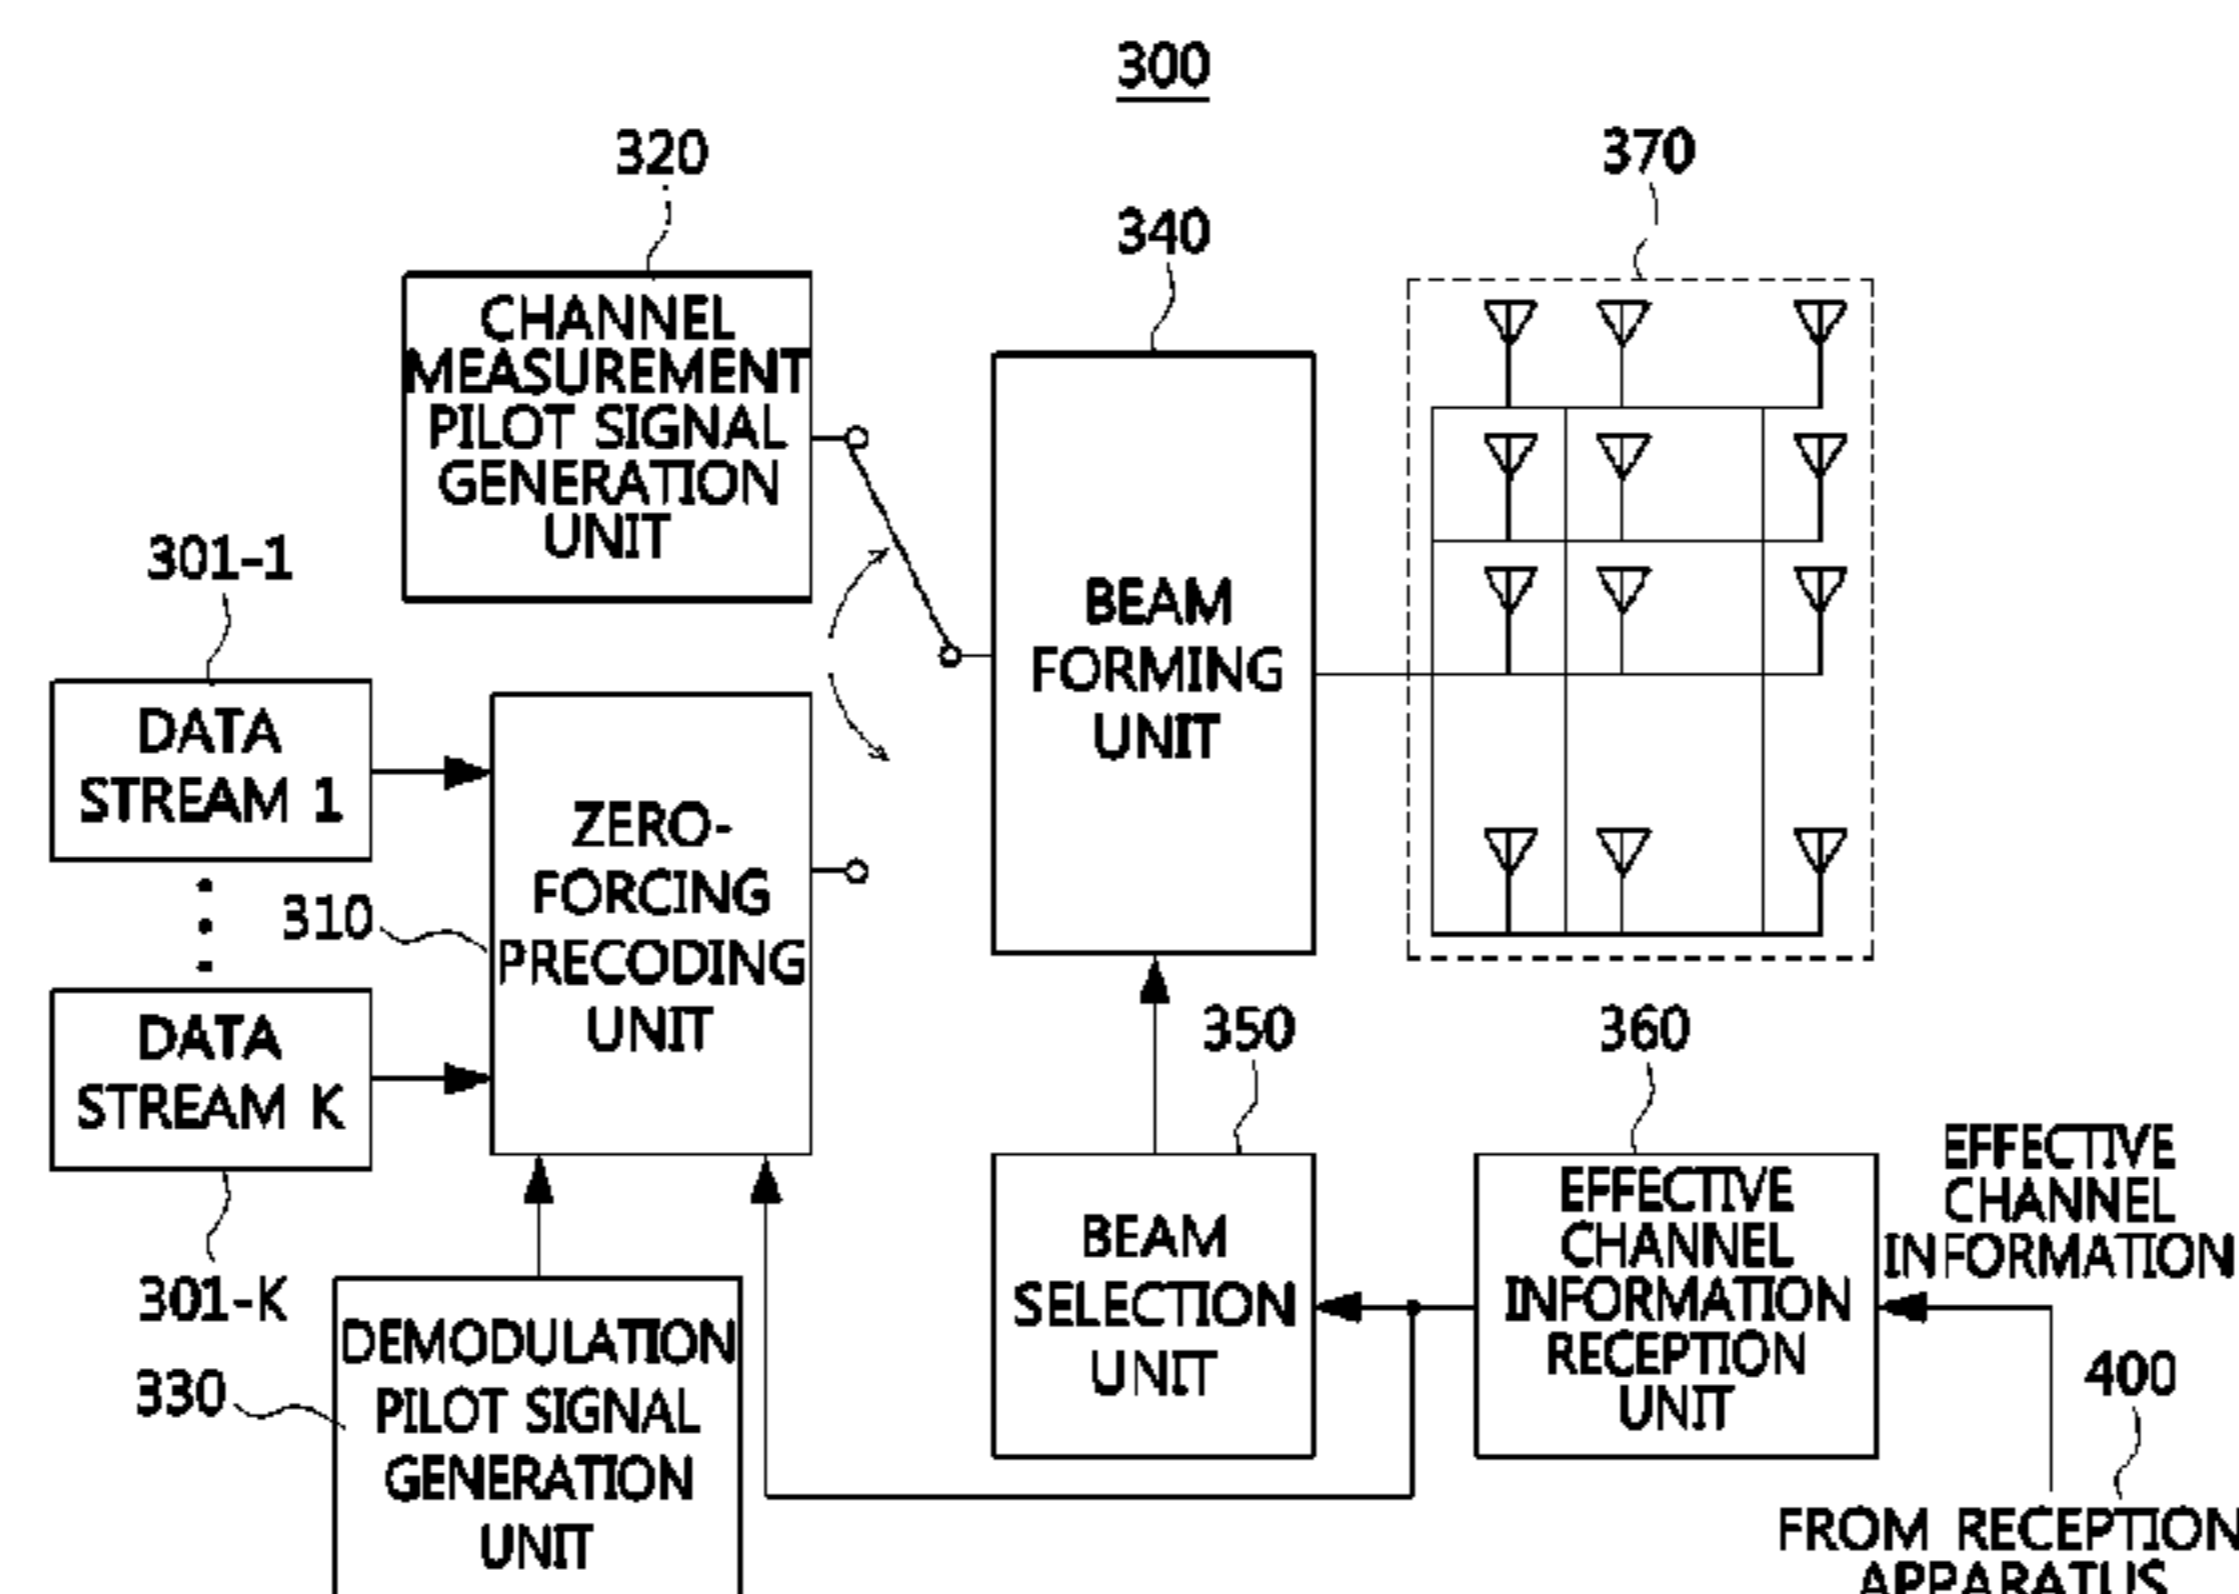 300
320
370
340
CHANNEL
MEASUREMENT
PILOT SIGNAL
GENERATION
UNIT
301-1
BEAM
FORMING
UNIT
DATA
STREAM 1
ZERO-
FORCING
PRECODING
UNIT
310
DATA
STREAM K
350
360
301-K
BEAM
SELECTION
UNIT
EFFECTIVE
CHANNEL
INFORMATION
RECEPTION
UNIT
EFFECTIVE
CHANNEL
INFORMATION
330
DEMODULATION
PILOT SIGNAL
GENERATION
UNIT
400
FROM RECEPTION
APPARATUS